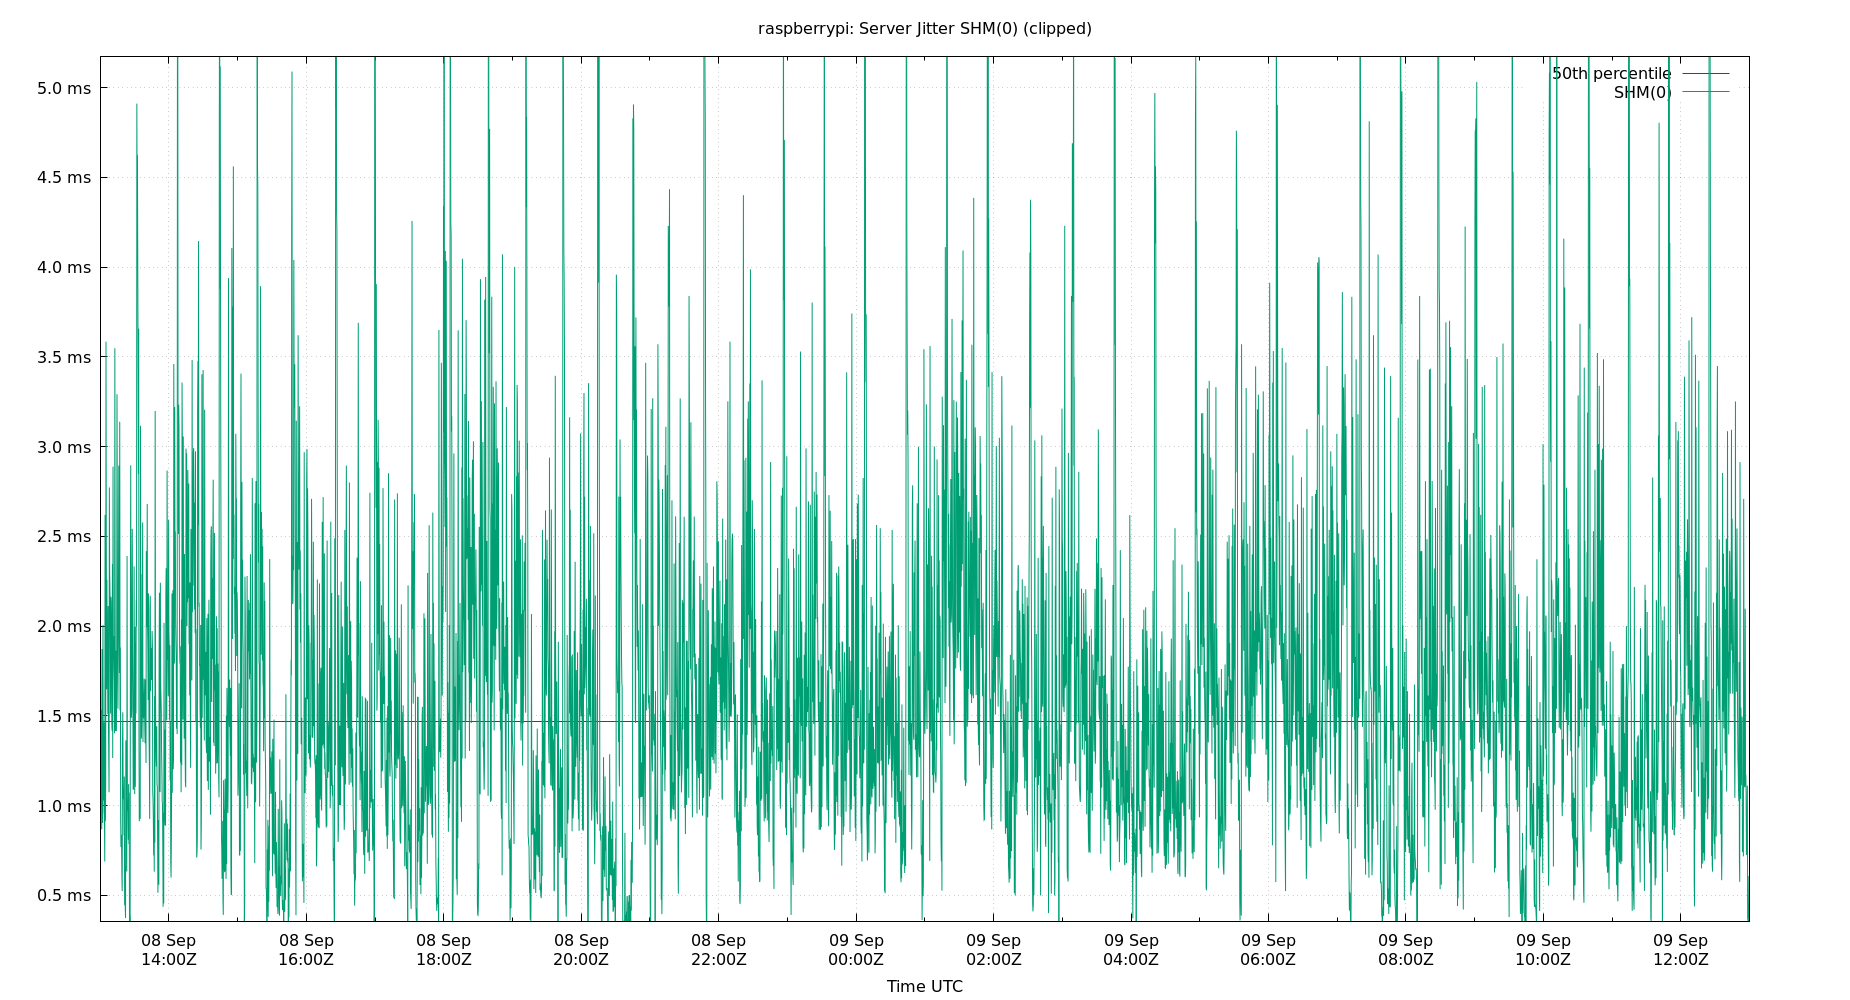 raspberrypi: Server Jitter SHM(0) (clipped)
50th percentile
SHM(0)
5.0 ms
4.5 ms
4.0 ms
3.5 ms
3.0 ms
2.5 ms
2.0 ms
1.5 ms
1.0 ms
0.5 ms
08 Sep 08 Sep 08 Sep 08 Sep 08 Sep 09 Sep 09 Sep 09 Sep 09 Sep 09 Sep 09 Sep 09 Sep
14:00Z 16:00Z 18:00Z 20:00Z 22:00Z 00:00Z 02:00Z 04:00Z 06:00Z 08:00Z 10:00Z 12:00Z
Time UTC